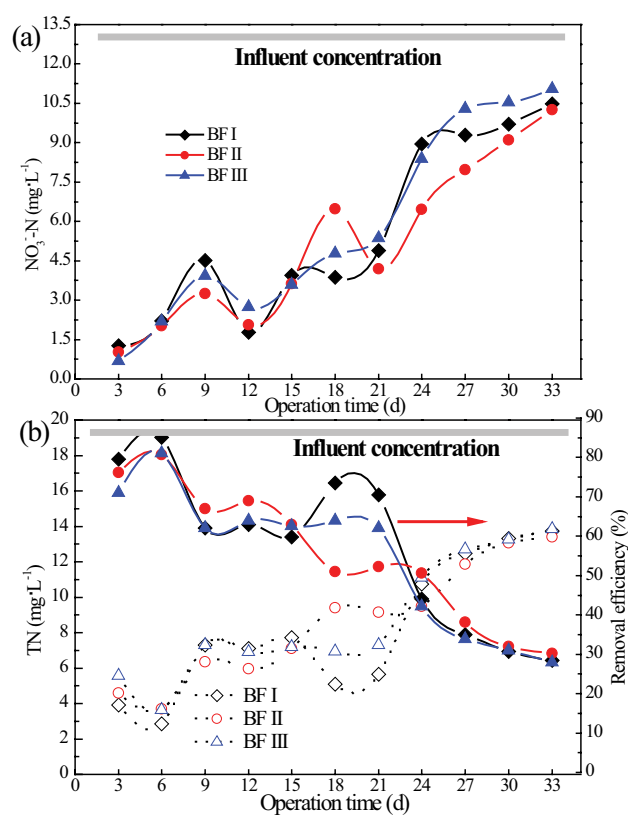 (a)
13.5
12.0
10.5
9.0
7.5
6.0
4.5
3.0
1.5
0.0
NO₃⁻-N (mg·L⁻¹)
Influent concentration
BF I
BF II
BF III
3 6 9 12 15 18 21 24 27 30 33
Operation time (d)
(b)
20
18
16
14
12
10
8
6
4
2
0
TN (mg·L⁻¹)
Influent concentration
BF I
BF II
BF III
90
80
70
60
50
40
30
20
10
0
Removal efficiency (%)
3 6 9 12 15 18 21 24 27 30 33
Operation time (d)